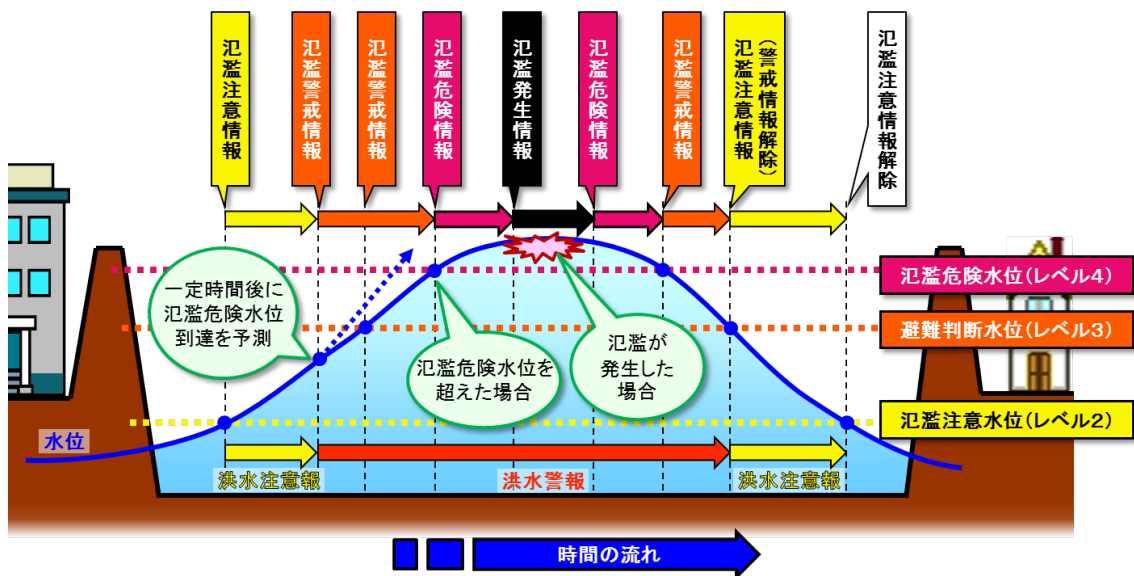 氾濫注意情報
氾濫警戒情報
氾濫警戒情報
氾濫危険情報
氾濫発生情報
氾濫危険情報
氾濫警戒情報
(警戒情報解除)
氾濫注意情報
氾濫注意情報解除
一定時間後に
氾濫危険水位
到達を予測
氾濫危険水位を
超えた場合
氾濫が
発生した
場合
氾濫危険水位(レベル4)
避難判断水位(レベル3)
氾濫注意水位(レベル2)
水位
洪水注意報
洪水警報
洪水注意報
時間の流れ